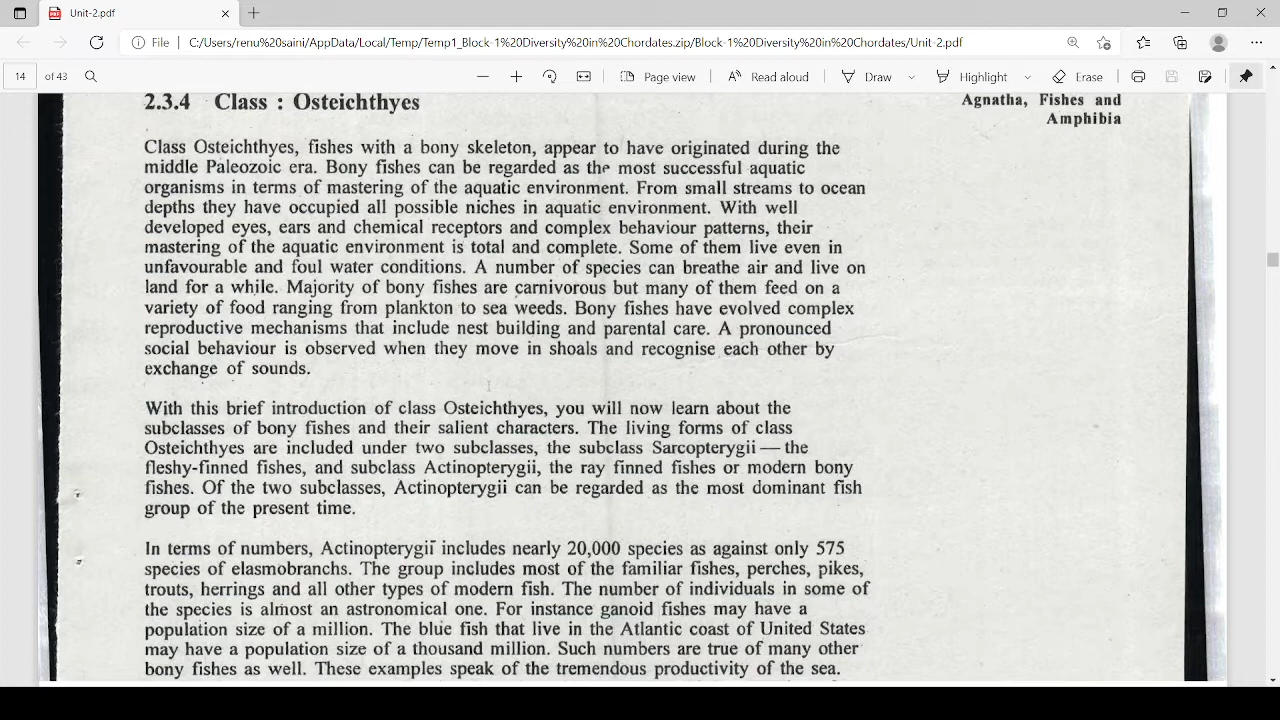 Unit-2.pdf
File C:/Users/renu%20saini/AppData/Local/Temp/Temp1_Block-1%20Diversity%20in%20Chordates.zip/Block-1%20Diversity%20in%20Chordates/Unit-2.pdf
14 of 43 Page view Read aloud Draw Highlight Erase
2.3.4 Class : Osteichthyes
Agnatha, Fishes and
Amphibia
Class Osteichthyes, fishes with a bony skeleton, appear to have originated during the
middle Paleozoic era. Bony fishes can be regarded as the most successful aquatic
organisms in terms of mastering of the aquatic environment. From small streams to ocean
depths they have occupied all possible niches in aquatic environment. With well
developed eyes, ears and chemical receptors and complex behaviour patterns, their
mastering of the aquatic environment is total and complete. Some of them live even in
unfavourable and foul water conditions. A number of species can breathe air and live on
land for a while. Majority of bony fishes are carnivorous but many of them feed on a
variety of food ranging from plankton to sea weeds. Bony fishes have evolved complex
reproductive mechanisms that include nest building and parental care. A pronounced
social behaviour is observed when they move in shoals and recognise each other by
exchange of sounds.
With this brief introduction of class Osteichthyes, you will now learn about the
subclasses of bony fishes and their salient characters. The living forms of class
Osteichthyes are included under two subclasses, the subclass Sarcopterygii — the
fleshy-finned fishes, and subclass Actinopterygii, the ray finned fishes or modern bony
fishes. Of the two subclasses, Actinopterygii can be regarded as the most dominant fish
group of the present time.
In terms of numbers, Actinopterygii includes nearly 20,000 species as against only 575
species of elasmobranchs. The group includes most of the familiar fishes, perches, pikes,
trouts, herrings and all other types of modern fish. The number of individuals in some of
the species is almost an astronomical one. For instance ganoid fishes may have a
population size of a million. The blue fish that live in the Atlantic coast of United States
may have a population size of a thousand million. Such numbers are true of many other
bony fishes as well. These examples speak of the tremendous productivity of the sea.